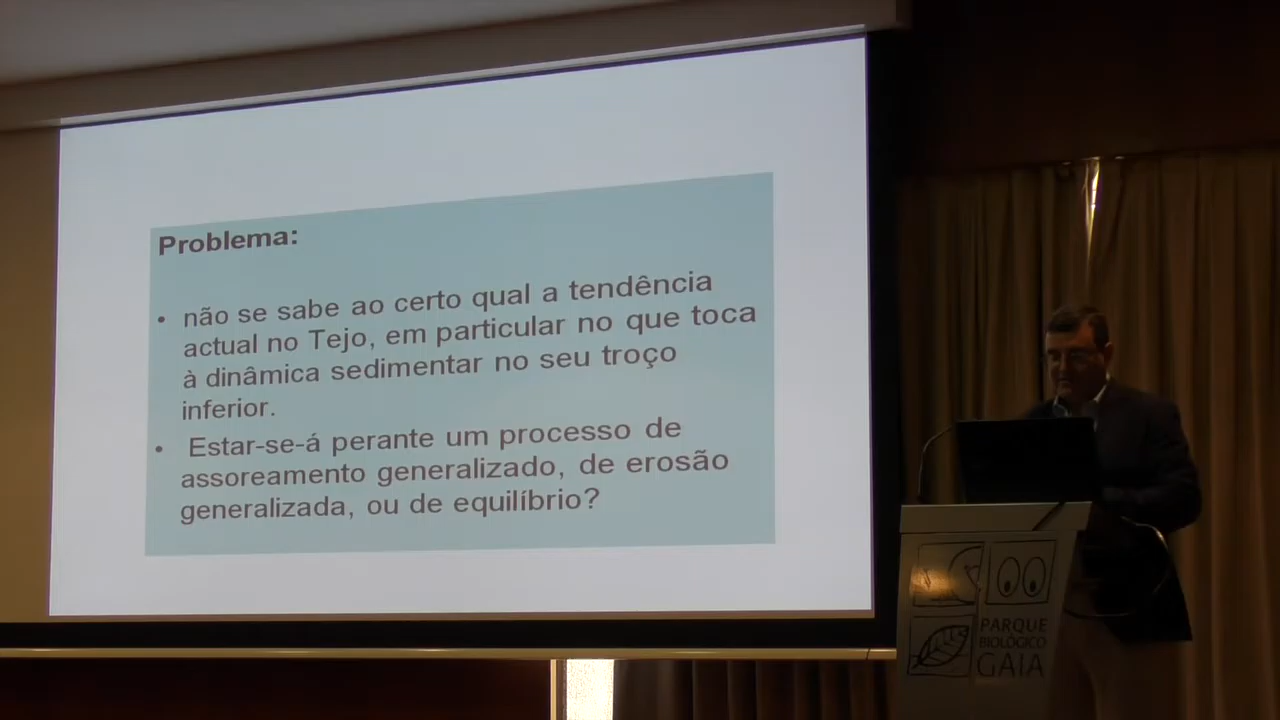 Problema:
• não se sabe ao certo qual a tendência
actual no Tejo, em particular no que toca
à dinâmica sedimentar no seu troço
inferior.
• Estar-se-á perante um processo de
assoreamento generalizado, de erosão
generalizada, ou de equilíbrio?
PARQUE
BIOLÓGICO
GAIA